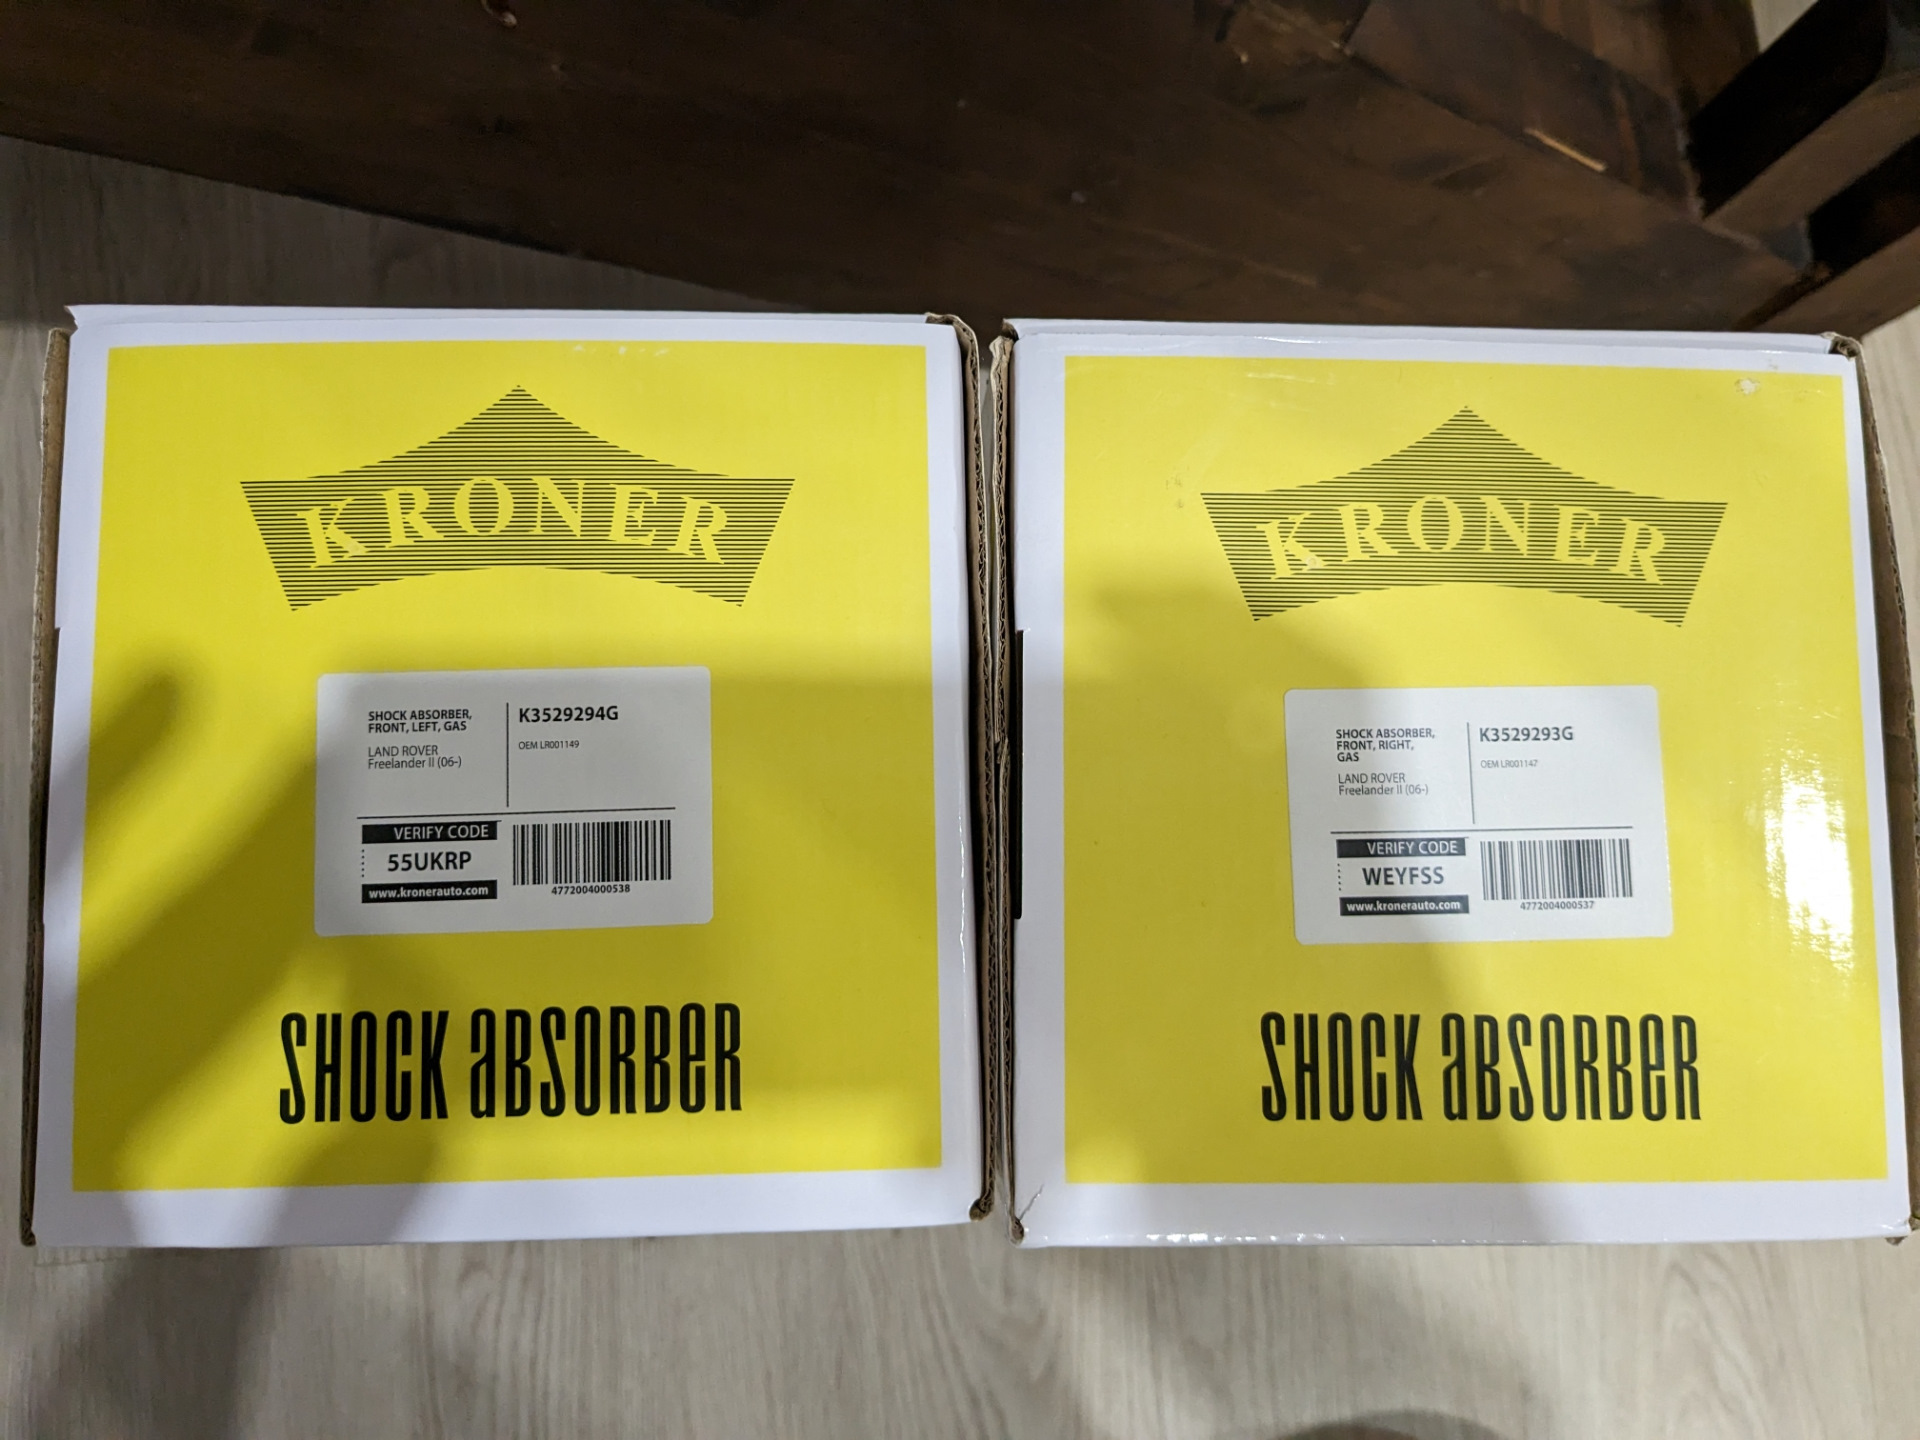 KRONER
SHOCK ABSORBER,
FRONT, LEFT, GAS
LAND ROVER
Freelander II (06-)
K3529294G
OEM LR001149
VERIFY CODE
55UKRP
www.kronerauto.com
4772004000538
SHOCK aBSORBeR
KRONER
SHOCK ABSORBER,
FRONT, RIGHT,
GAS
LAND ROVER
Freelander II (06-)
K3529293G
OEM LR001147
VERIFY CODE
WEYFSS
www.kronerauto.com
4772004000537
SHOCK aBSORBeR